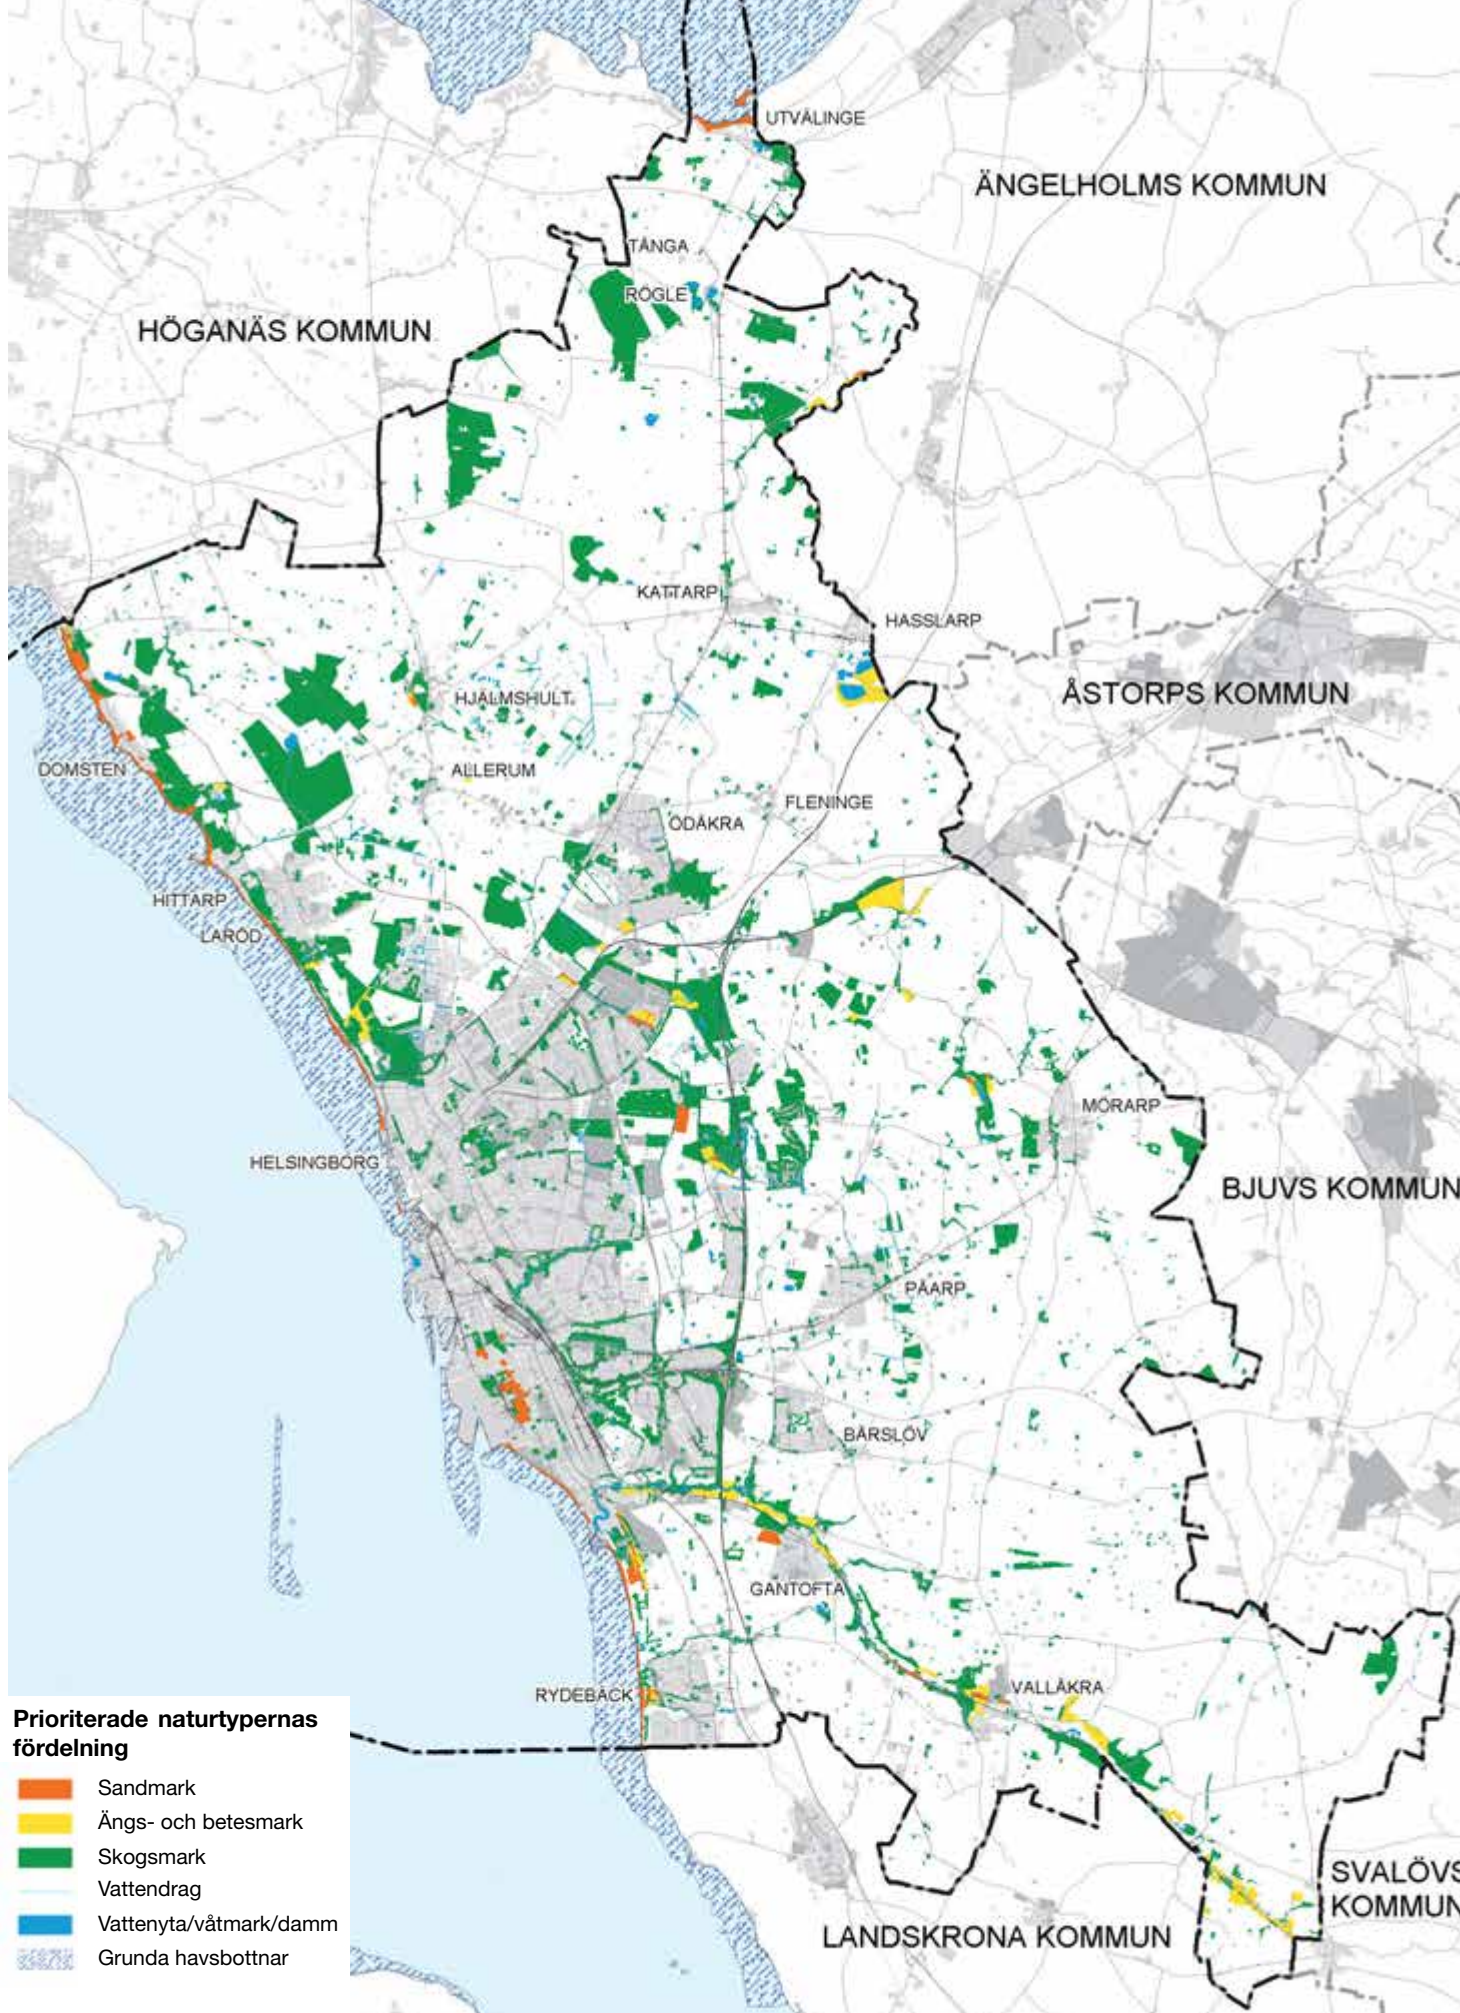 UTVÄLINGE
ÄNGELHOLMS KOMMUN
TÅNGA
RÖGLE
HÖGANÄS KOMMUN
KATTARP
HASSLARP
ÅSTORPS KOMMUN
HJÄLMSHULT
DOMSTEN
ALLERUM
FLENINGE
ÖDÅKRA
HITTARP
LARÖD
MÖRARP
HELSINGBORG
BJUVS KOMMUN
PÅARP
BÅRSLÖV
GANTOFTA
RYDEBÄCK
VALLÅKRA
Prioriterade naturtypernas
fördelning
Sandmark
Ängs- och betesmark
Skogsmark
Vattendrag
Vattenyta/våtmark/damm
Grunda havsbottnar
SVALÖVS
KOMMUN
LANDSKRONA KOMMUN